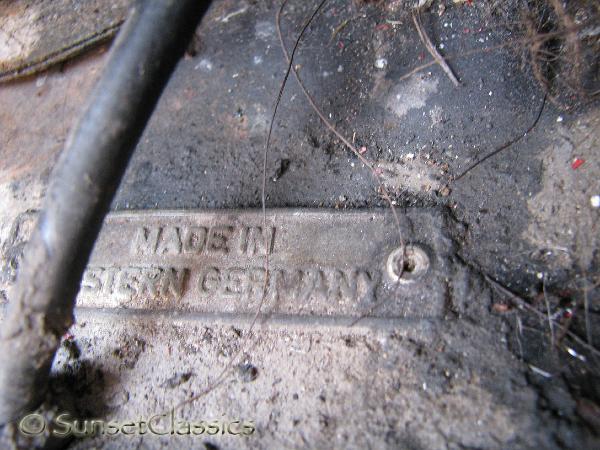 MADE IN
STERN GERMANY
© SunsetClassics